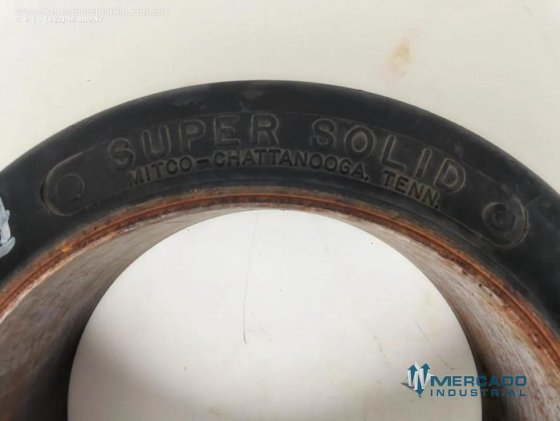 SUPER SOLID
MITCO-CHATTANOOGA, TENN.
MERCADO
INDUSTRIAL